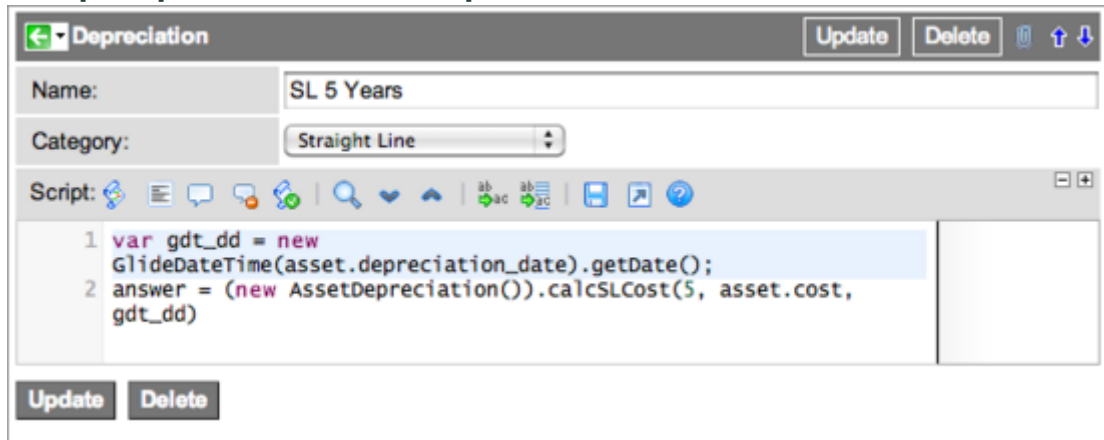 Depreciation Update Delete
Name: SL 5 Years
Category: Straight Line
Script:
1 var gdt_dd = new
GlideDateTime(asset.depreciation_date).getDate();
2 answer = (new AssetDepreciation()).calcSLCost(5, asset.cost,
gdt_dd)
Update Delete